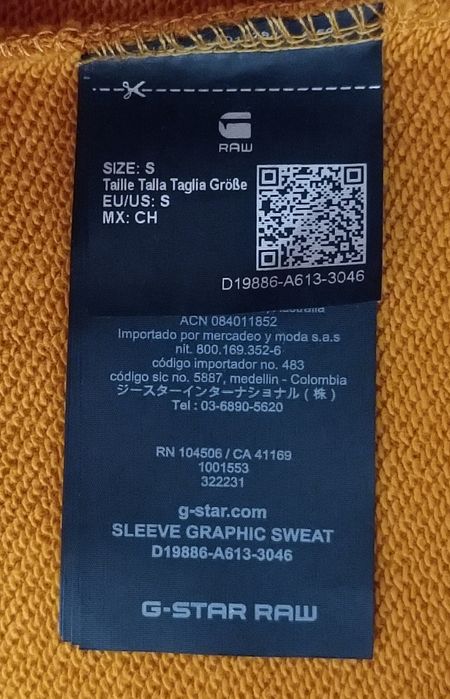 RAW
SIZE: S
Taille Talla Taglia Größe
EU/US: S
MX: CH
D19886-A613-3046
Australia
ACN 084011852
Importado por mercadeo y moda s.a.s
nit. 800.169.352-6
código importador no. 483
código sic no. 5887, medellin - Colombia
ジースターインターナショナル(株)
Tel : 03-6890-5620
RN 104506 / CA 41169
1001553
322231
g-star.com
SLEEVE GRAPHIC SWEAT
D19886-A613-3046
G-STAR RAW